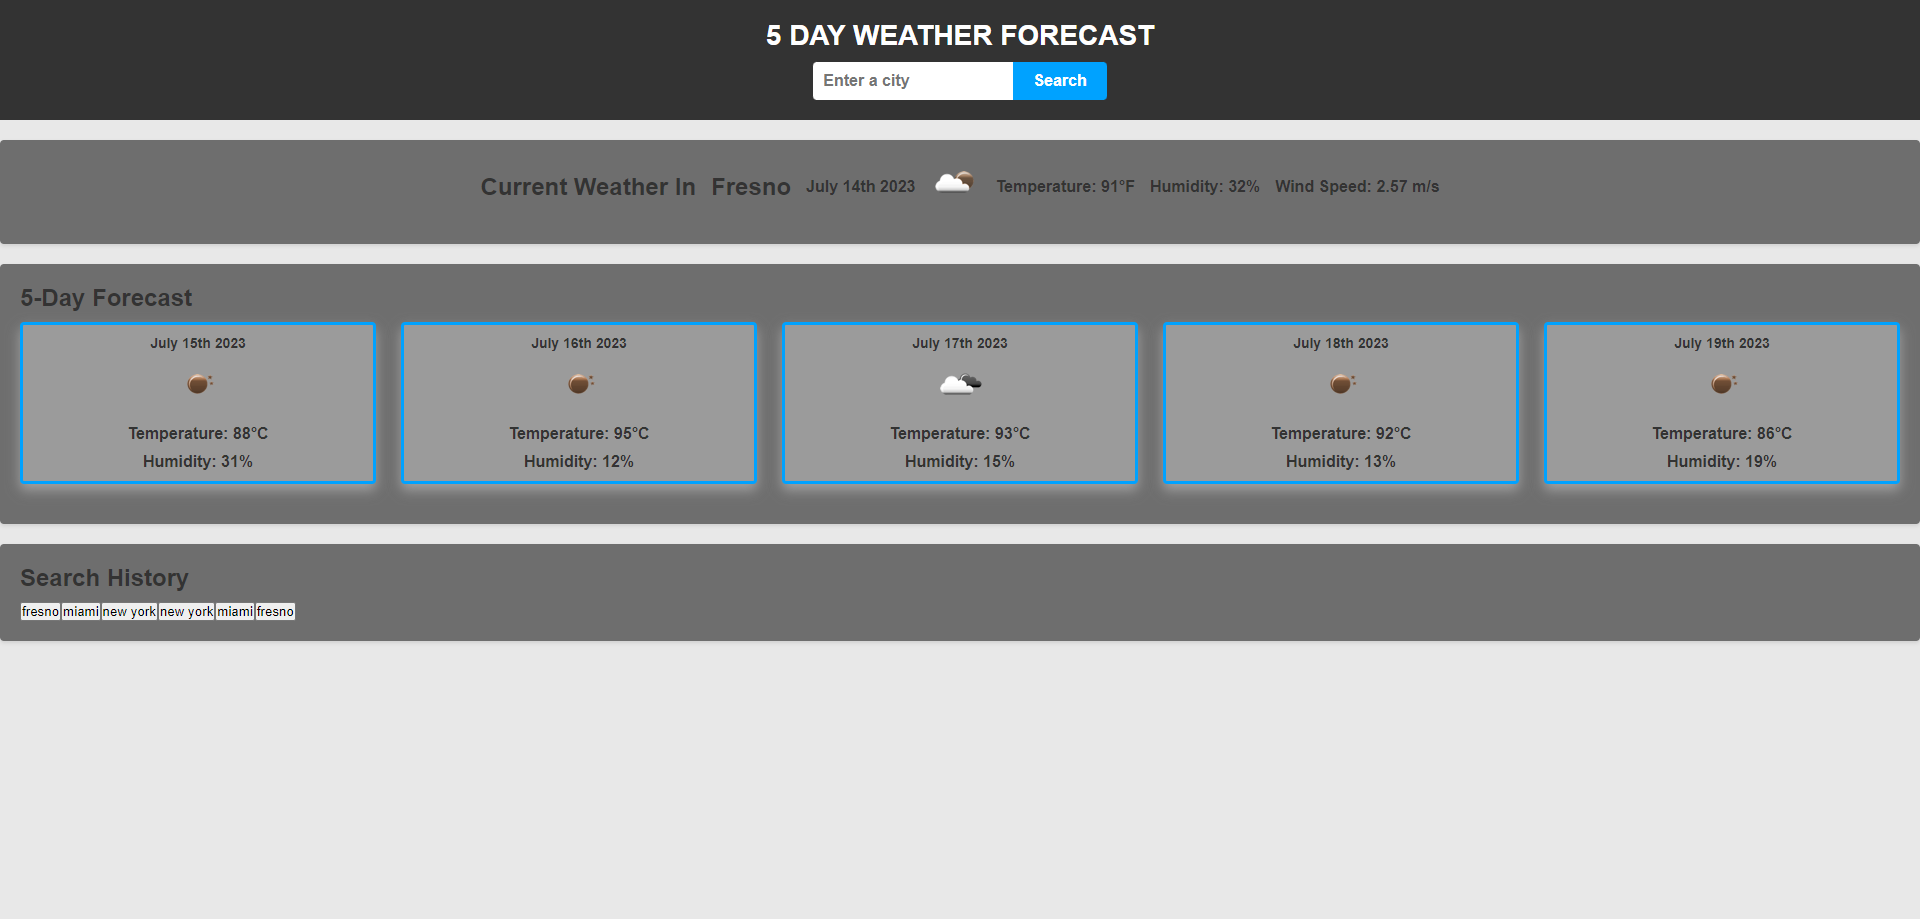 5 DAY WEATHER FORECAST
Enter a city Search
Current Weather In Fresno July 14th 2023 Temperature: 91°F Humidity: 32% Wind Speed: 2.57 m/s
5-Day Forecast
July 15th 2023
Temperature: 88°C
Humidity: 31%
July 16th 2023
Temperature: 95°C
Humidity: 12%
July 17th 2023
Temperature: 93°C
Humidity: 15%
July 18th 2023
Temperature: 92°C
Humidity: 13%
July 19th 2023
Temperature: 86°C
Humidity: 19%
Search History
fresno miami new york new york miami fresno